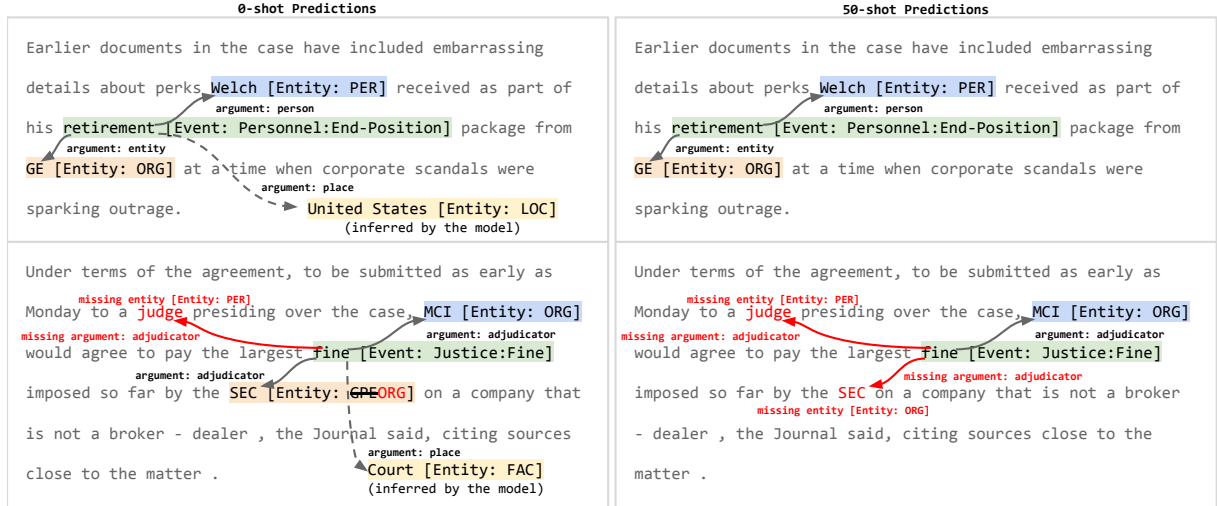 0-shot Predictions
Earlier documents in the case have included embarrassing
details about perks Welch [Entity: PER] received as part of
argument: person
his retirement [Event: Personnel:End-Position] package from
argument: entity
GE [Entity: ORG] at a time when corporate scandals were
argument: place
sparking outrage.
United States [Entity: LOC]
(inferred by the model)
Under terms of the agreement, to be submitted as early as
missing entity [Entity: PER]
Monday to a judge presiding over the case, MCI [Entity: ORG]
missing argument: adjudicator
argument: adjudicator
would agree to pay the largest fine [Event: Justice:Fine]
argument: adjudicator
imposed so far by the SEC [Entity: GPEORG] on a company that
is not a broker - dealer , the Journal said, citing sources
argument: place
close to the matter .
Court [Entity: FAC]
(inferred by the model)
50-shot Predictions
Earlier documents in the case have included embarrassing
details about perks Welch [Entity: PER] received as part of
argument: person
his retirement [Event: Personnel:End-Position] package from
argument: entity
GE [Entity: ORG] at a time when corporate scandals were
sparking outrage.
Under terms of the agreement, to be submitted as early as
missing entity [Entity: PER]
Monday to a judge presiding over the case, MCI [Entity: ORG]
missing argument: adjudicator
argument: adjudicator
would agree to pay the largest fine [Event: Justice:Fine]
missing argument: adjudicator
imposed so far by the SEC on a company that is not a broker
missing entity [Entity: ORG]
- dealer , the Journal said, citing sources close to the
matter .